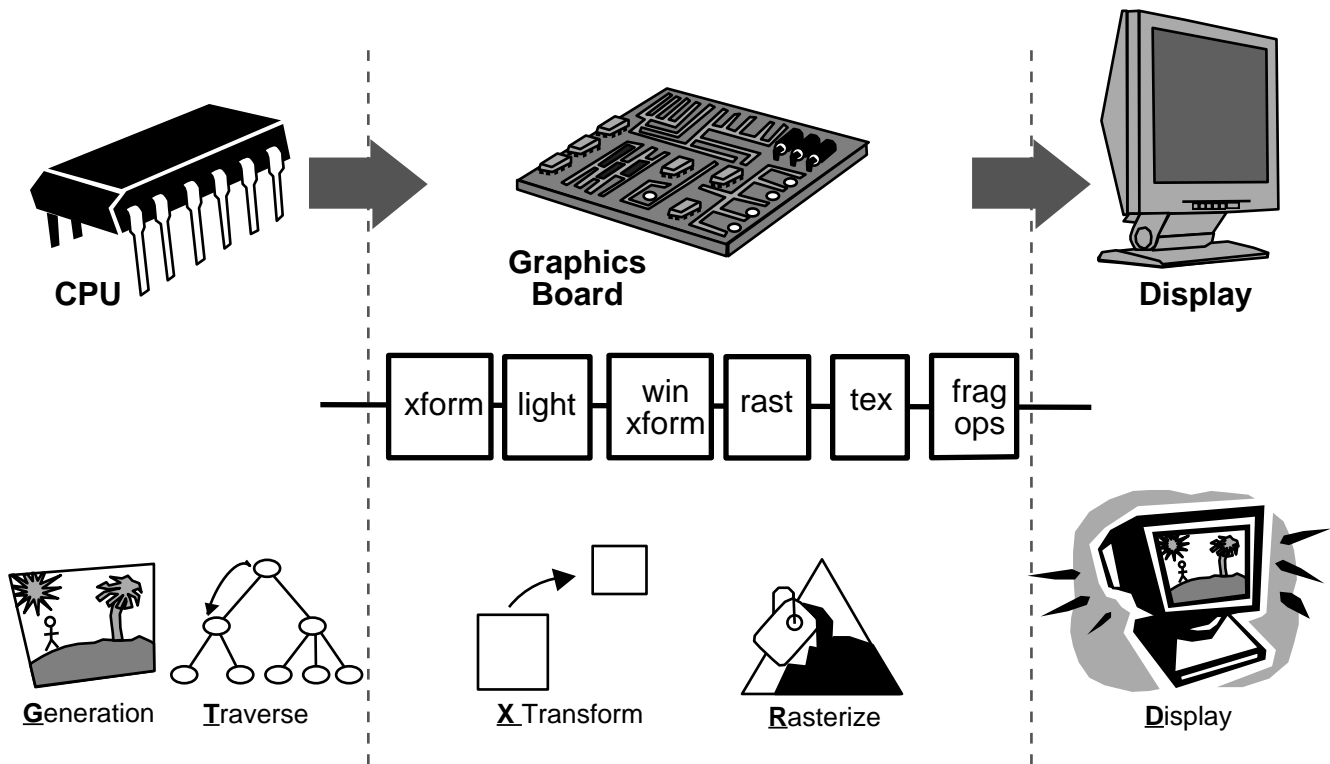 CPU
Graphics
Board
Display
xform
light
win
xform
rast
tex
frag
ops
Generation
Traverse
X Transform
Rasterize
Display